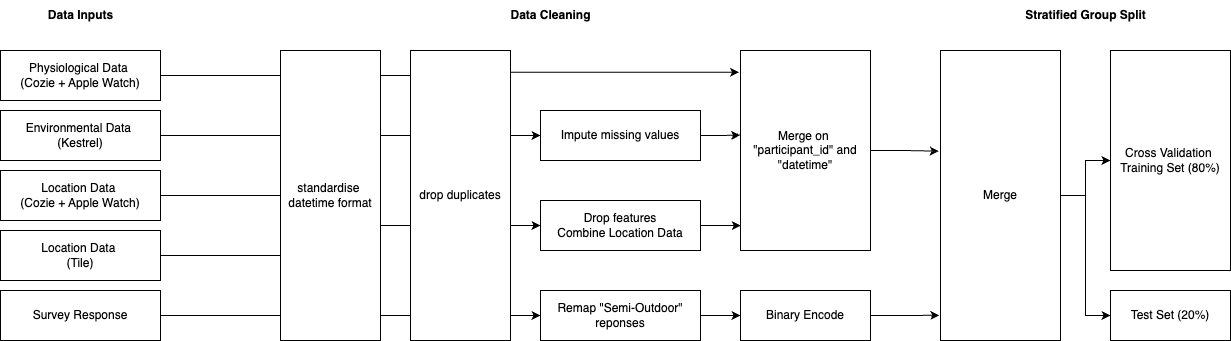 Data Inputs
Data Cleaning
Stratified Group Split
Physiological Data
(Cozie + Apple Watch)
Environmental Data
(Kestrel)
Location Data
(Cozie + Apple Watch)
Location Data
(Tile)
Survey Response
standardise
datetime format
drop duplicates
Impute missing values
Drop features
Combine Location Data
Remap "Semi-Outdoor"
reponses
Merge on
"participant_id" and
"datetime"
Binary Encode
Merge
Cross Validation
Training Set (80%)
Test Set (20%)